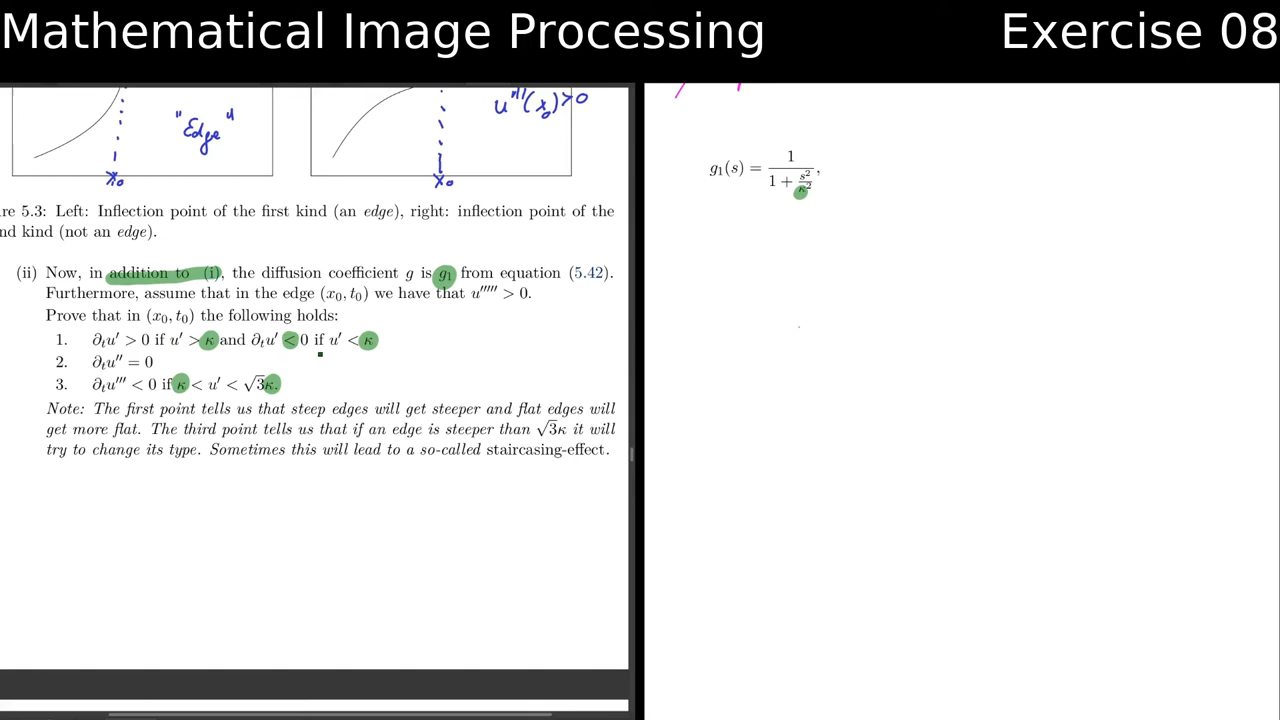 Mathematical Image Processing Exercise 08
"Edge"
u'''(x₀)>0
x₀
x₀
re 5.3: Left: Inflection point of the first kind (an edge), right: inflection point of the
nd kind (not an edge).
(ii) Now, in addition to (i), the diffusion coefficient g is g₁ from equation (5.42).
Furthermore, assume that in the edge (x₀, t₀) we have that u''''' > 0.
Prove that in (x₀, t₀) the following holds:
1. ∂ₜu' > 0 if u' > κ and ∂ₜu' < 0 if u' < κ
2. ∂ₜu'' = 0
3. ∂ₜu''' < 0 if κ < u' < √3κ.
Note: The first point tells us that steep edges will get steeper and flat edges will
get more flat. The third point tells us that if an edge is steeper than √3κ it will
try to change its type. Sometimes this will lead to a so-called staircasing-effect.
g₁(s) = 1 / (1 + s²/κ²),